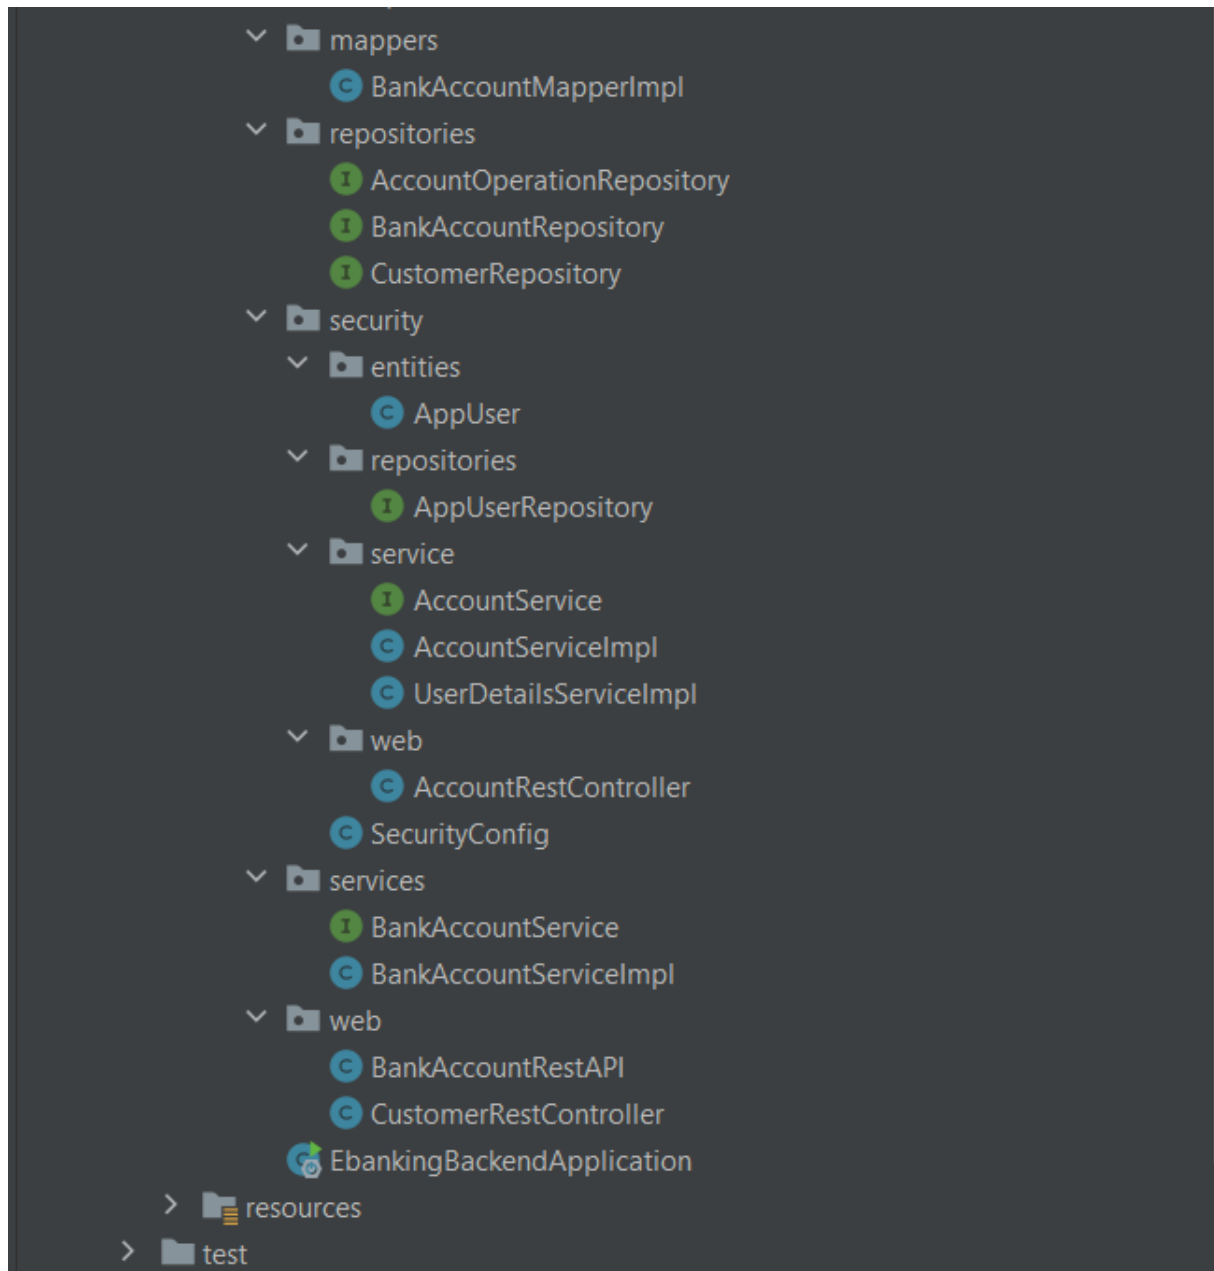 mappers
BankAccountMapperImpl
repositories
AccountOperationRepository
BankAccountRepository
CustomerRepository
security
entities
AppUser
repositories
AppUserRepository
service
AccountService
AccountServiceImpl
UserDetailsServiceImpl
web
AccountRestController
SecurityConfig
services
BankAccountService
BankAccountServiceImpl
web
BankAccountRestAPI
CustomerRestController
EbankingBackendApplication
resources
test